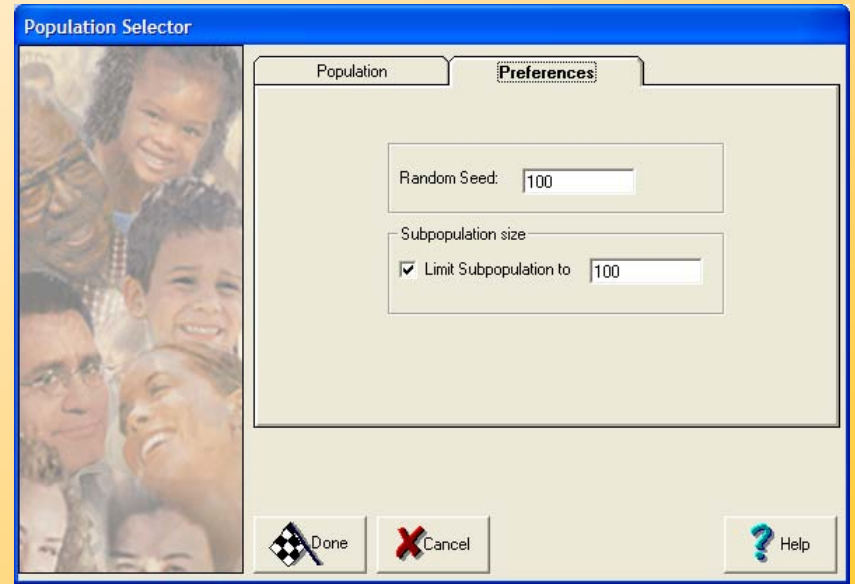 Population Selector
Population Preferences
Random Seed: 100
Subpopulation size
Limit Subpopulation to 100
Done Cancel Help